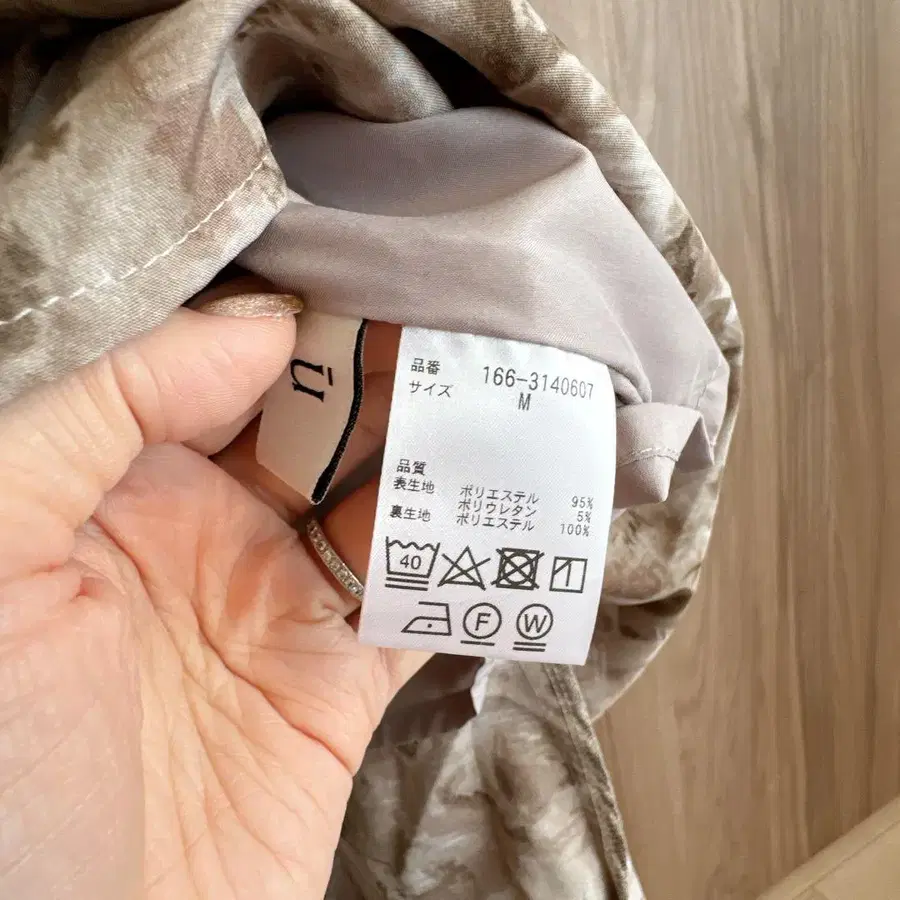 ū
品番 166-3140607
サイズ M
品質
表生地 ポリエステル 95%
ポリウレタン 5%
裏生地 ポリエステル 100%
40
F W